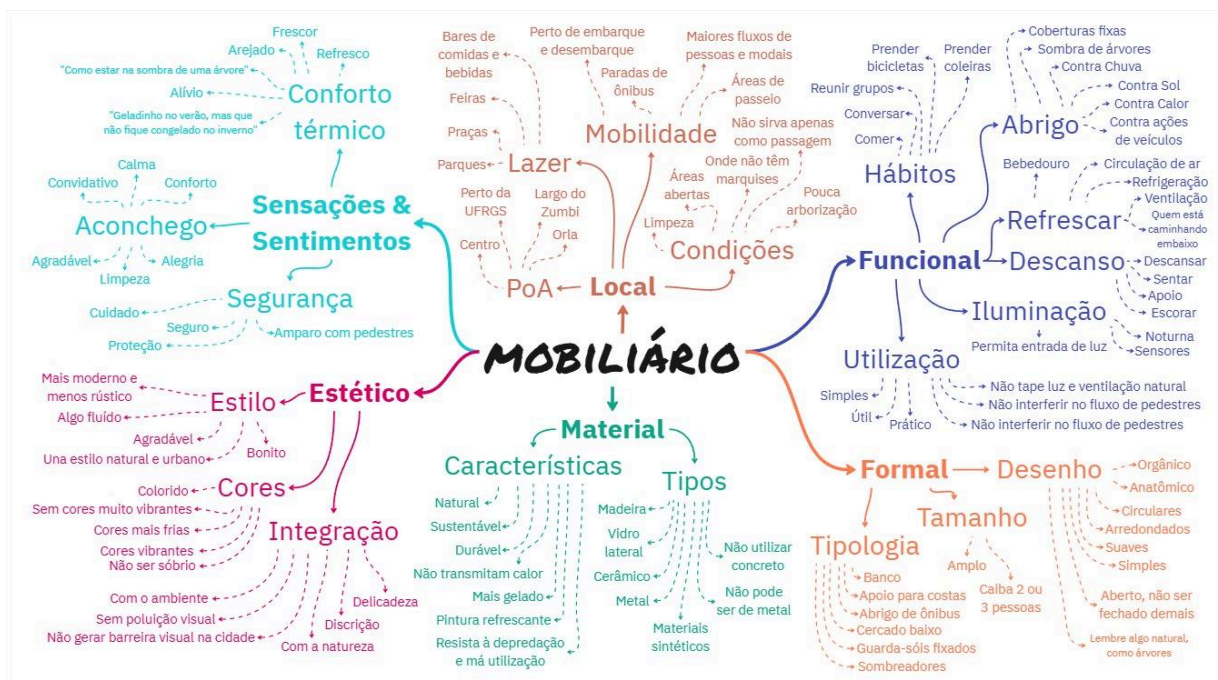 Frescor
Arejado
Refresco
"Como estar na sombra de uma árvore"
Alívio
"Geladinho no verão, mas que
não fique congelado no inverno"
Conforto
térmico
Sensações &
Sentimentos
Calma
Convidativo
Conforto
Aconchego
Agradável
Limpeza
Alegria
Segurança
Cuidado
Seguro
Proteção
Amparo com pedestres
Bares de
comidas e
bebidas
Feiras
Praças
Parques
Lazer
Perto de embarque
e desembarque
Paradas de
ônibus
Maiores fluxos de
pessoas e modais
Áreas de
passeio
Mobilidade
Não sirva apenas
como passagem
Onde não têm
marquises
Áreas
abertas
Limpeza
Pouca
arborização
Condições
Perto da
UFRGS
Largo do
Zumbi
Orla
Centro
PoA
Local
Prender
bicicletas
Prender
coleiras
Reunir grupos
Conversar
Comer
Hábitos
Coberturas fixas
Sombra de árvores
Contra Chuva
Contra Sol
Contra Calor
Contra ações
de veículos
Abrigo
Bebedouro
Circulação de ar
Refrigeração
Ventilação
Quem está
caminhando
embaixo
Refrescar
Funcional
Descanso
Descansar
Sentar
Apoio
Escorar
Iluminação
Permita entrada de luz
Noturna
Sensores
Utilização
Simples
Útil
Prático
Não tape luz e ventilação natural
Não interferir no fluxo de pedestres
Não interferir no fluxo de pedestres
MOBILIÁRIO
Estético
Mais moderno e
menos rústico
Algo fluído
Agradável
Una estilo natural e urbano
Bonito
Estilo
Cores
Colorido
Sem cores muito vibrantes
Cores mais frias
Cores vibrantes
Não ser sóbrio
Integração
Com o ambiente
Sem poluição visual
Não gerar barreira visual na cidade
Com a natureza
Discrição
Delicadeza
Material
Características
Natural
Sustentável
Durável
Não transmitam calor
Mais gelado
Pintura refrescante
Resista à depredação
e má utilização
Tipos
Madeira
Vidro
lateral
Cerâmico
Metal
Materiais
sintéticos
Não utilizar
concreto
Não pode
ser de metal
Formal
Desenho
Orgânico
Anatômico
Circulares
Arredondados
Suaves
Simples
Aberto, não ser
fechado demais
Lembre algo natural,
como árvores
Tamanho
Amplo
Caiba 2 ou
3 pessoas
Tipologia
Banco
Apoio para costas
Abrigo de ônibus
Cercado baixo
Guarda-sóis fixados
Sombreadores